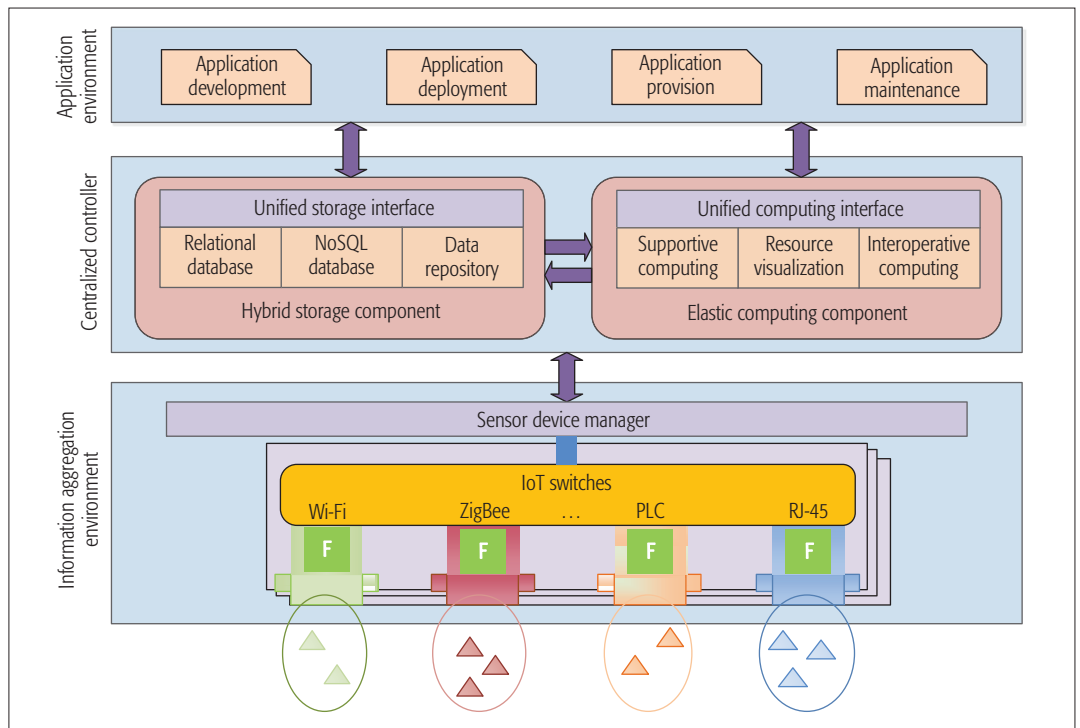 Application
environment
Application
development
Application
deployment
Application
provision
Application
maintenance
Centralized controller
Unified storage interface
Relational
database
NoSQL
database
Data
repository
Hybrid storage component
Unified computing interface
Supportive
computing
Resource
visualization
Interoperative
computing
Elastic computing component
Information aggregation
environment
Sensor device manager
IoT switches
Wi-Fi
ZigBee
...
PLC
RJ-45
F
F
F
F